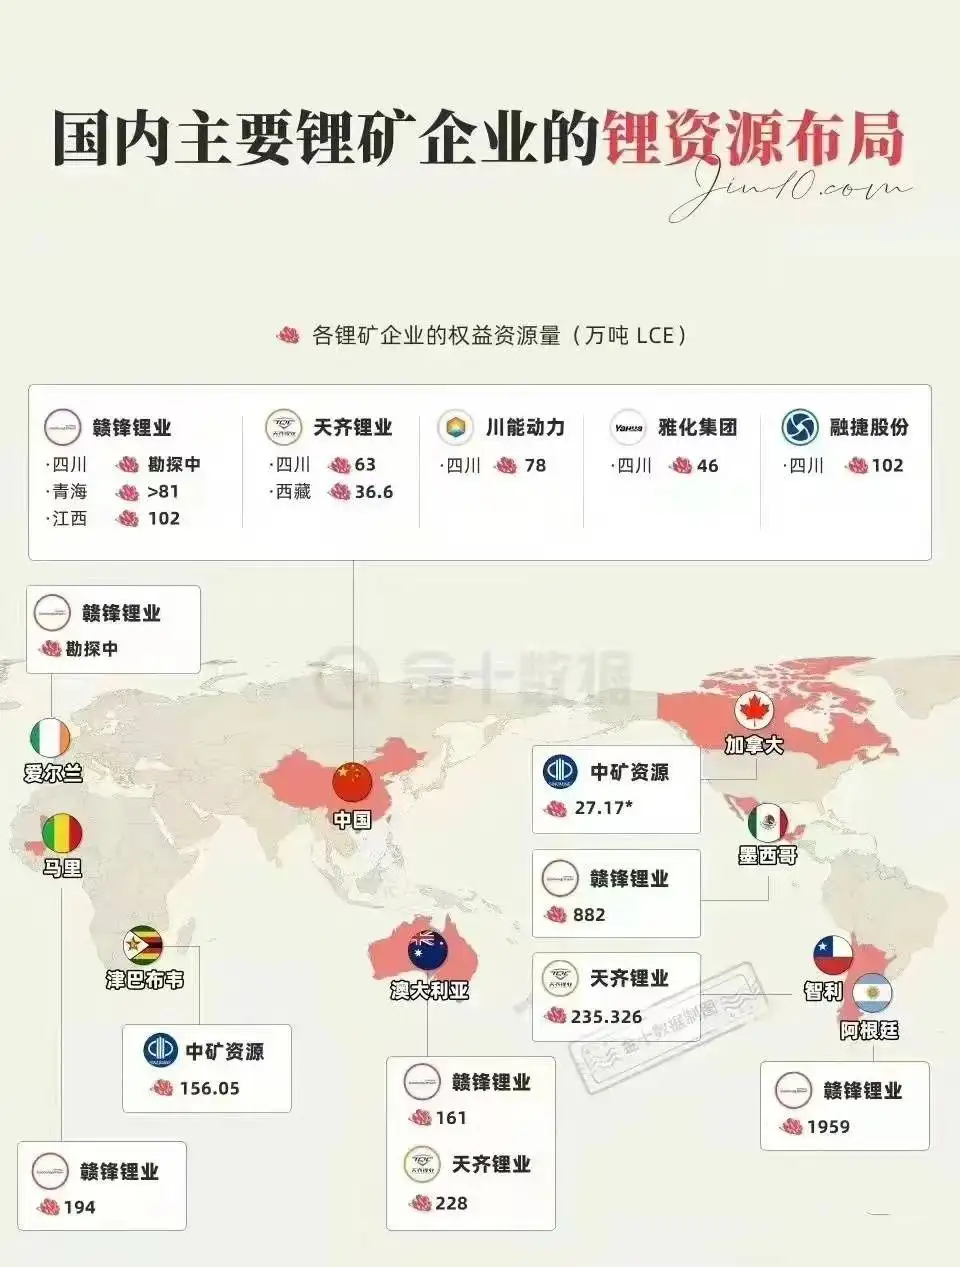 国内主要锂矿企业的锂资源布局
Jin10.com
各锂矿企业的权益资源量（万吨 LCE）
赣锋锂业
·四川 勘探中
·青海 >81
·江西 102
天齐锂业
·四川 63
·西藏 36.6
川能动力
·四川 78
Yahua
雅化集团
·四川 46
融捷股份
·四川 102
赣锋锂业
勘探中
金十数据
爱尔兰
马里
津巴布韦
中国
澳大利亚
加拿大
墨西哥
智利
阿根廷
中矿资源
27.17*
赣锋锂业
882
天齐锂业
235.326
金十数据制图
中矿资源
156.05
赣锋锂业
161
天齐锂业
228
赣锋锂业
1959
赣锋锂业
194